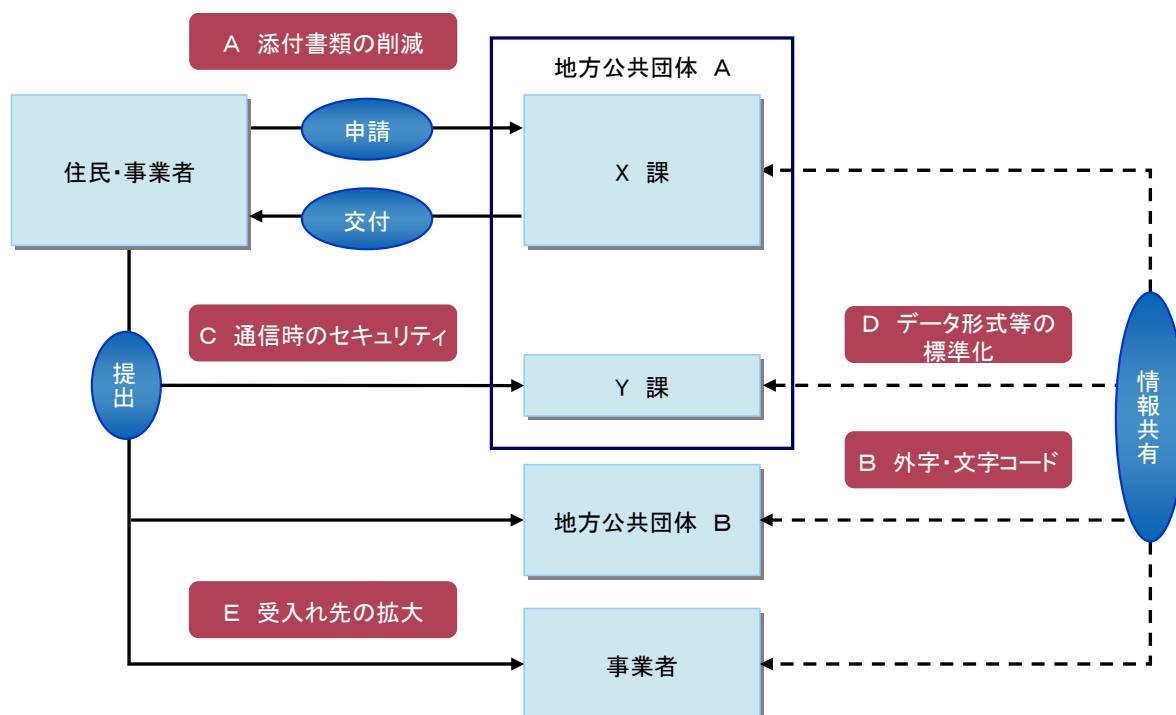 A 添付書類の削減
地方公共団体 A
住民・事業者
申請
X 課
交付
C 通信時のセキュリティ
D データ形式等の
標準化
提出
Y 課
情報共有
B 外字・文字コード
地方公共団体 B
E 受入れ先の拡大
事業者